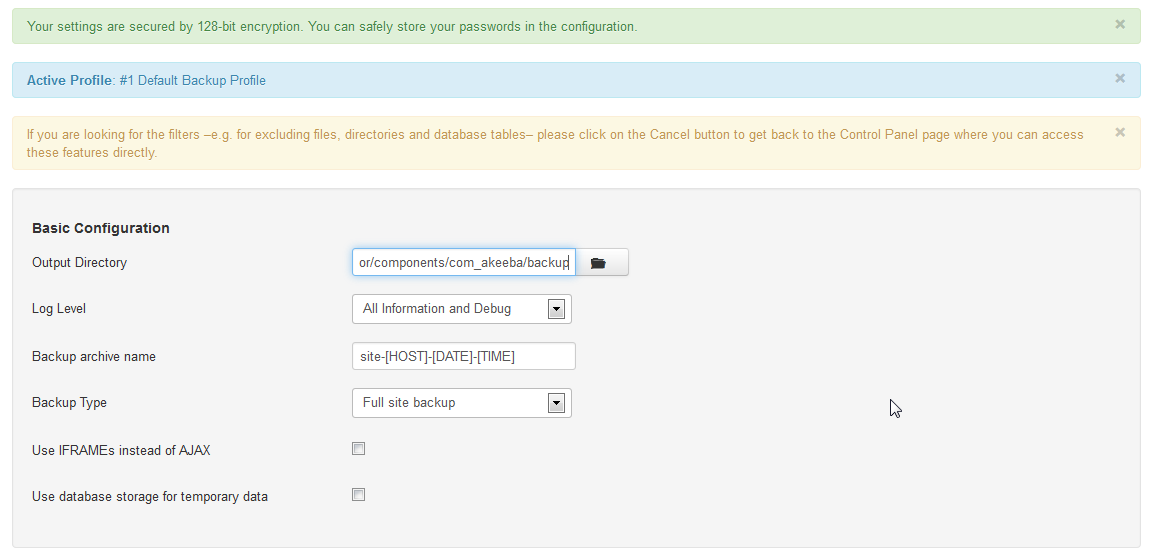 Your settings are secured by 128-bit encryption. You can safely store your passwords in the configuration.
Active Profile: #1 Default Backup Profile
If you are looking for the filters –e.g. for excluding files, directories and database tables– please click on the Cancel button to get back to the Control Panel page where you can access
these features directly.
Basic Configuration
Output Directory or/components/com_akeeba/backup
Log Level All Information and Debug
Backup archive name site-[HOST]-[DATE]-[TIME]
Backup Type Full site backup
Use IFRAMEs instead of AJAX
Use database storage for temporary data